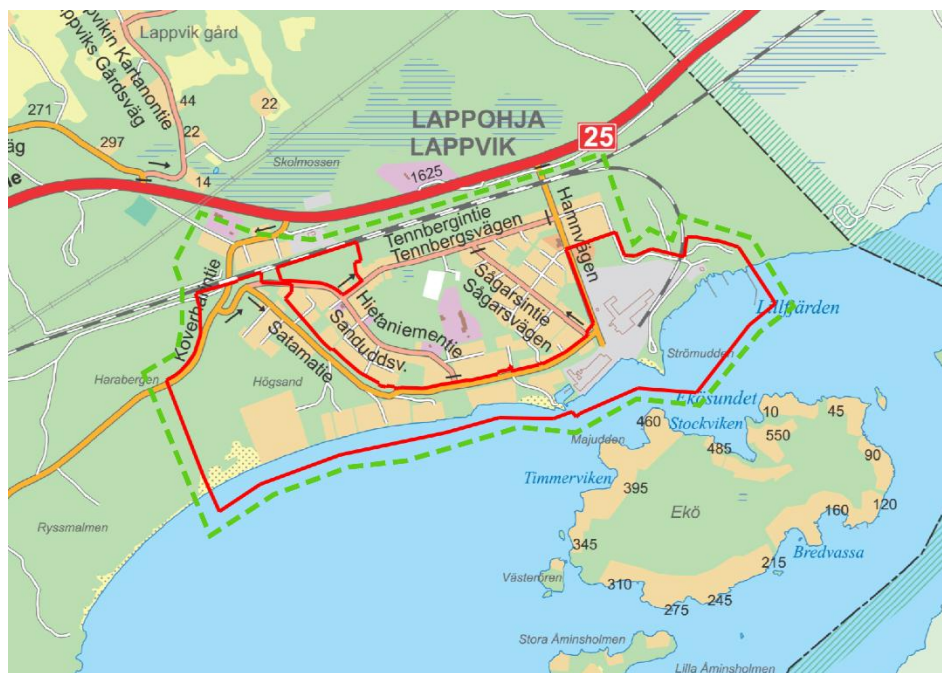 Lappvik gård
Lappvikin Kartanontie
Lappviks Gårdsväg
44
22
22
271
297
14
Skolmossen
LAPPOHJA
LAPPVIK
25
1625
Tennbergintie
Tennbergsvägen
Hamnvägen
Sågarsintie
Sågarsvägen
Hietaniementie
Sanduddsv.
Satamatie
Koverharintie
Harabergen
Högsand
Lillfjärden
Strömudden
Ekösundet
Stockviken
Majudden
460
10
45
550
485
90
Timmerviken
395
Ekö
160
120
Bredvassa
345
215
Ryssmalmen
Västerören
310
275
245
Stora Åminsholmen
Lilla Åminsholmen